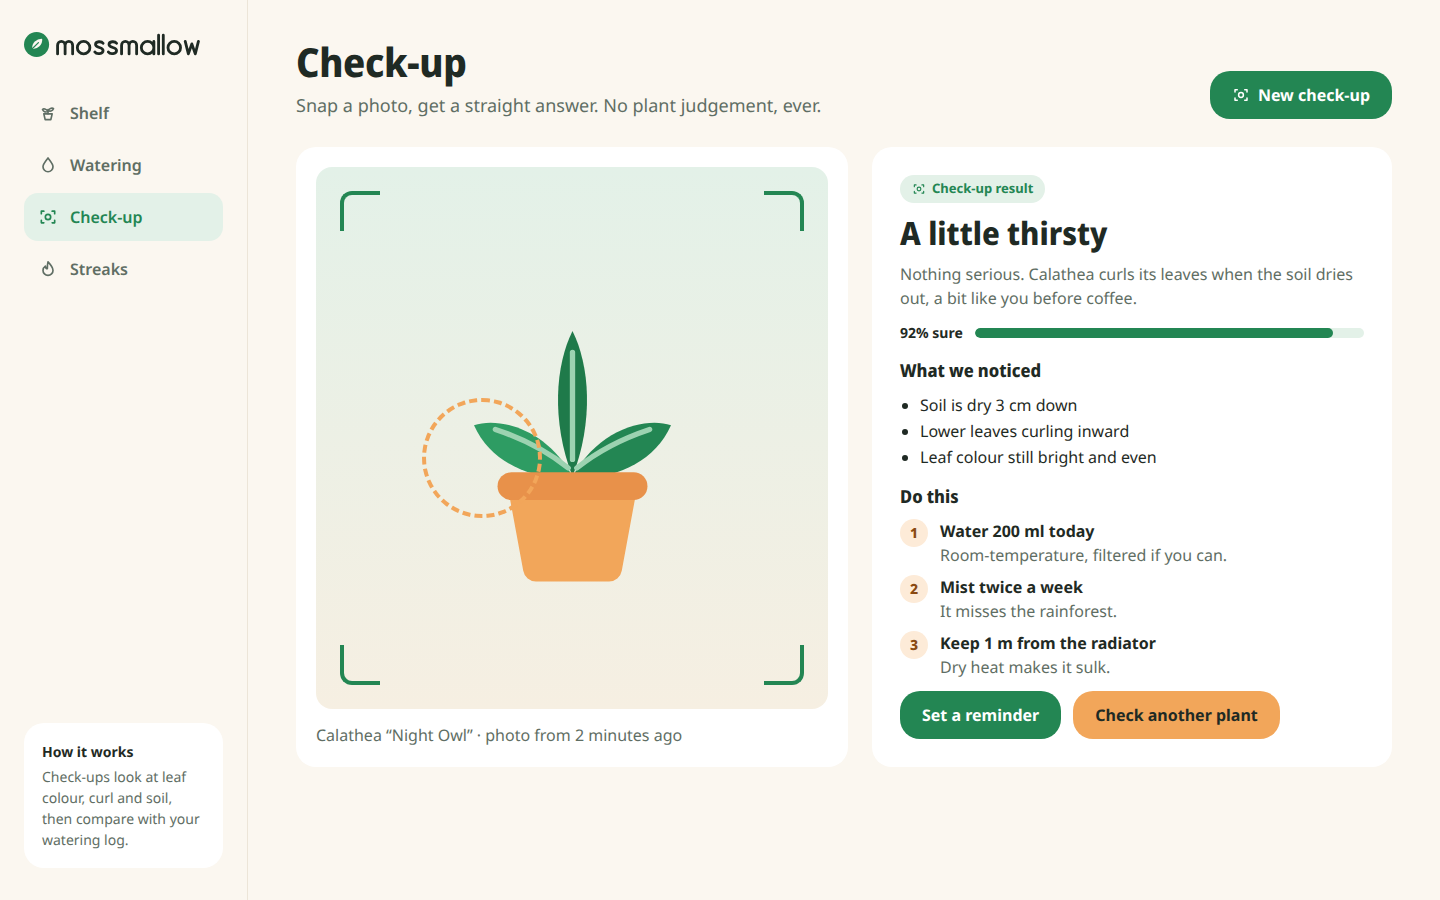 mossmallow
Shelf
Watering
Check-up
Streaks
How it works
Check-ups look at leaf
colour, curl and soil,
then compare with your
watering log.
Check-up
Snap a photo, get a straight answer. No plant judgement, ever.
New check-up
Calathea “Night Owl” · photo from 2 minutes ago
Check-up result
A little thirsty
Nothing serious. Calathea curls its leaves when the soil dries
out, a bit like you before coffee.
92% sure
What we noticed
• Soil is dry 3 cm down
• Lower leaves curling inward
• Leaf colour still bright and even
Do this
1 Water 200 ml today
Room-temperature, filtered if you can.
2 Mist twice a week
It misses the rainforest.
3 Keep 1 m from the radiator
Dry heat makes it sulk.
Set a reminder
Check another plant